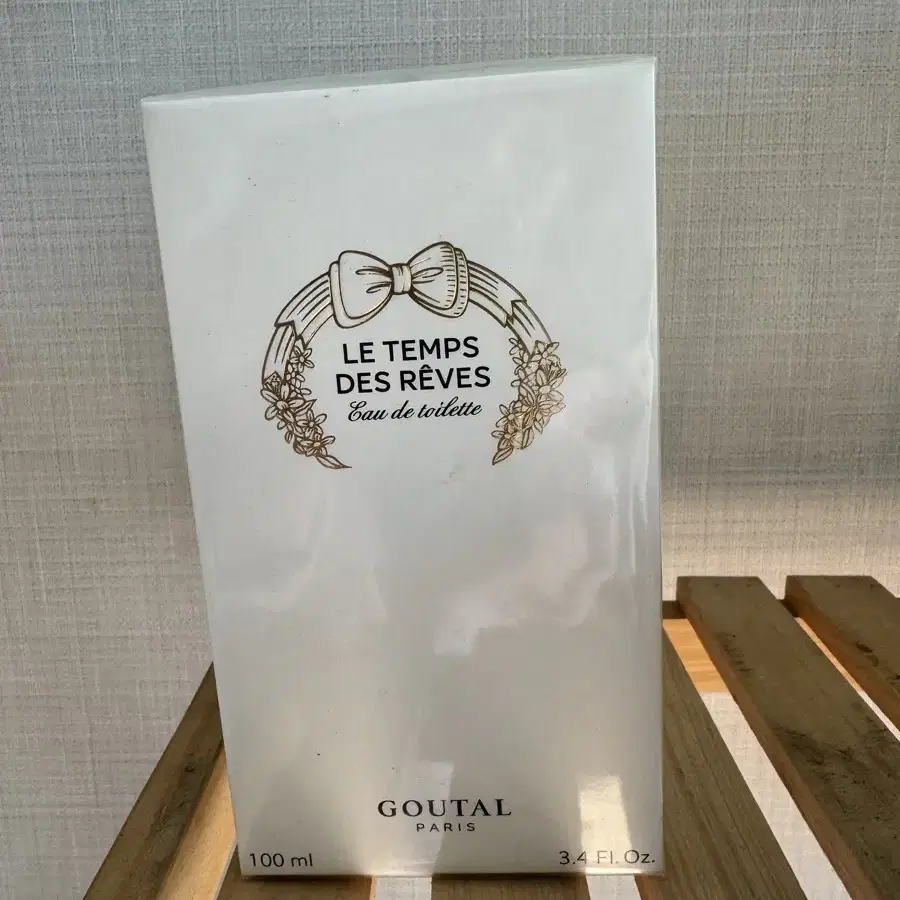 LE TEMPS
DES RÊVES
Eau de toilette
GOUTAL
PARIS
100 ml
3.4 Fl. Oz.